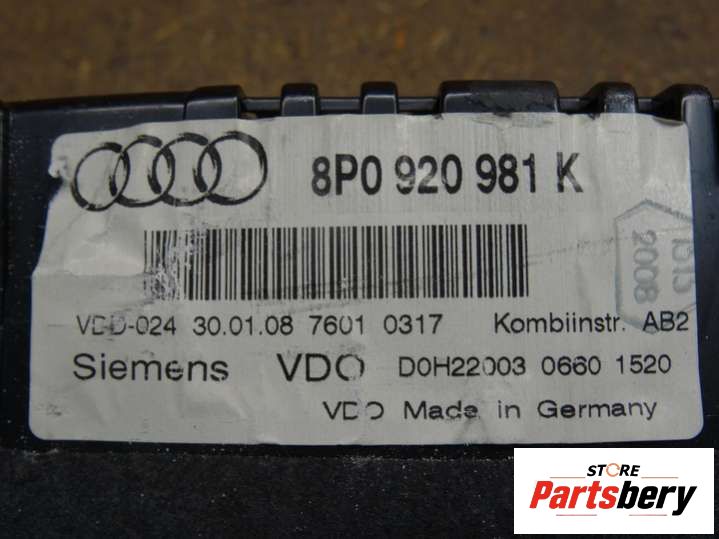 8P0 920 981 K
VDD-024 30.01.08 7601 0317 Kombiinstr. AB2
Siemens VDO D0H22003 0660 1520
VDO Made in Germany
2008
STORE
Partsbery